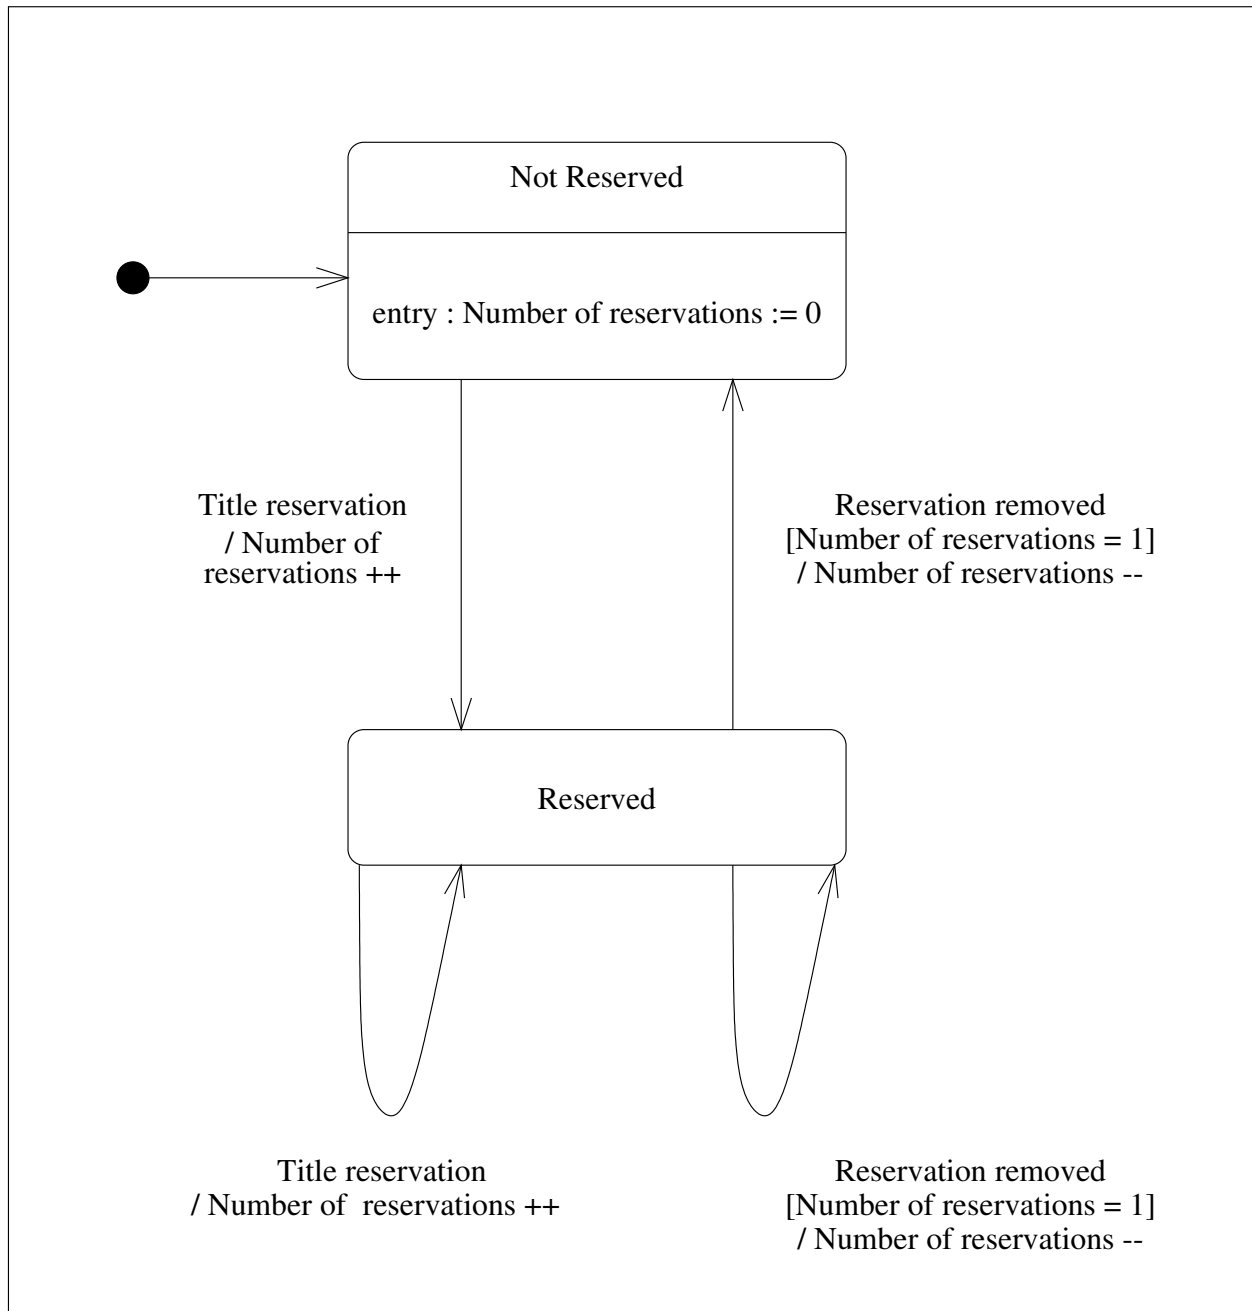 Not Reserved
entry : Number of reservations := 0
Title reservation
/ Number of
reservations ++
Reservation removed
[Number of reservations = 1]
/ Number of reservations --
Reserved
Title reservation
/ Number of  reservations ++
Reservation removed
[Number of reservations = 1]
/ Number of reservations --